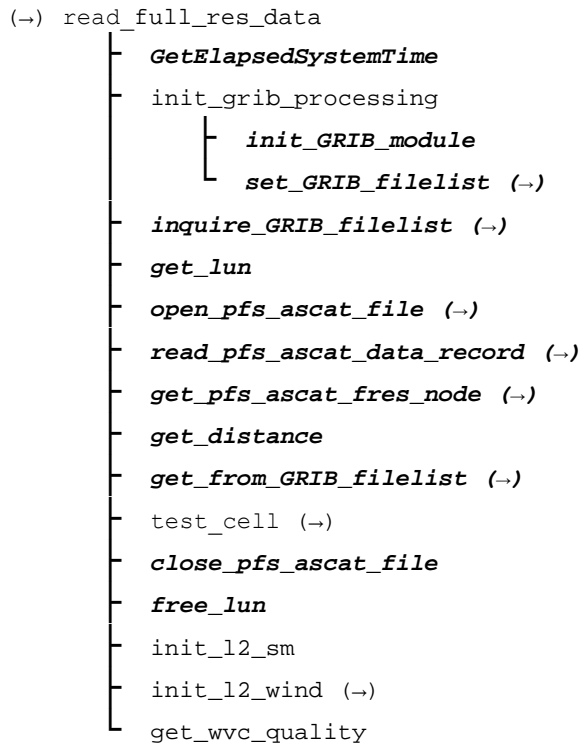 (→) read_full_res_data
GetElapsedSystemTime
init_grib_processing
init_GRIB_module
set_GRIB_filelist (→)
inquire_GRIB_filelist (→)
get_lun
open_pfs_ascat_file (→)
read_pfs_ascat_data_record (→)
get_pfs_ascat_fres_node (→)
get_distance
get_from_GRIB_filelist (→)
test_cell (→)
close_pfs_ascat_file
free_lun
init_l2_sm
init_l2_wind (→)
get_wvc_quality